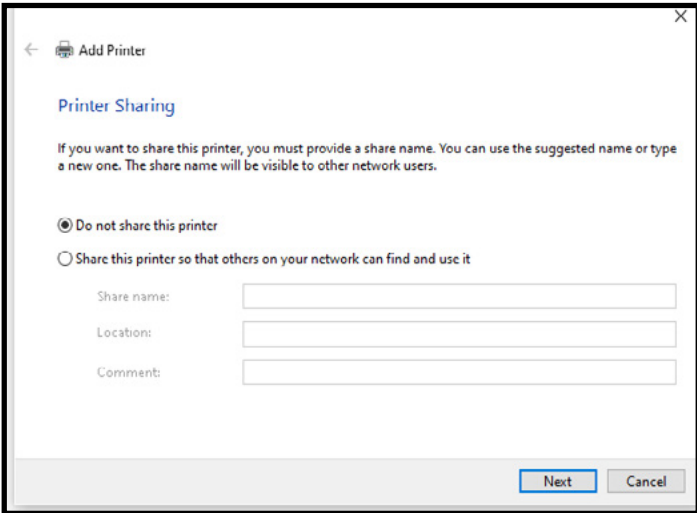 Add Printer
Printer Sharing
If you want to share this printer, you must provide a share name. You can use the suggested name or type
a new one. The share name will be visible to other network users.
Do not share this printer
Share this printer so that others on your network can find and use it
Share name:
Location:
Comment:
Next Cancel